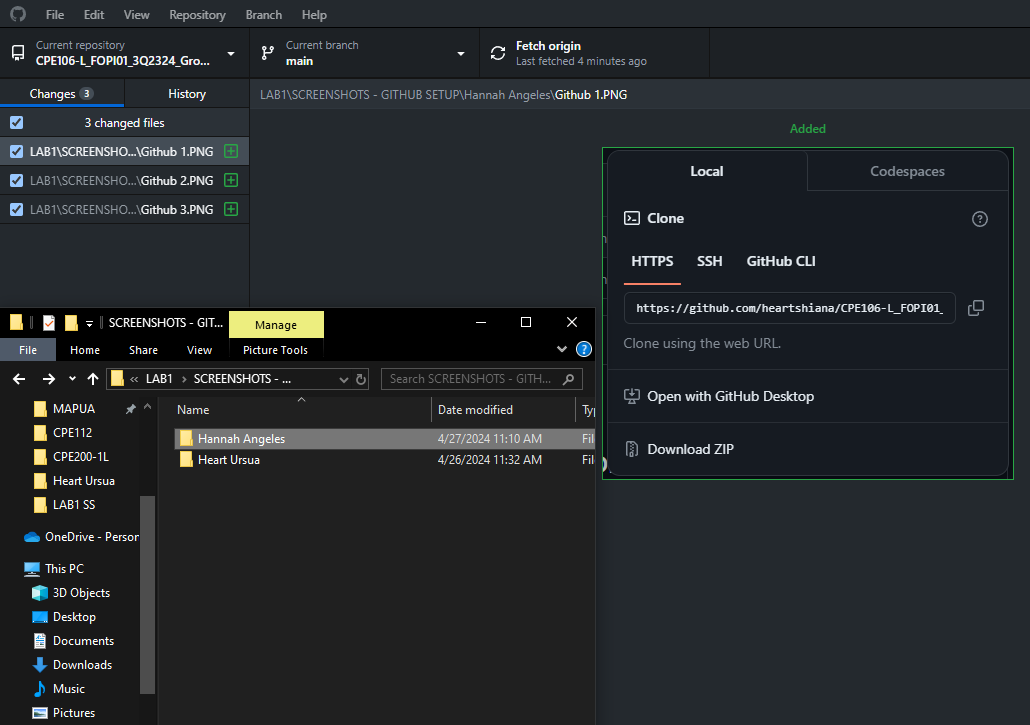 File Edit View Repository Branch Help
Current repository
CPE106-L_FOPI01_3Q2324_Gro...
Current branch
main
Fetch origin
Last fetched 4 minutes ago
Changes 3
History
LAB1\SCREENSHOTS - GITHUB SETUP\Hannah Angeles\Github 1.PNG
3 changed files
Added
LAB1\SCREENSHO...\Github 1.PNG
LAB1\SCREENSHO...\Github 2.PNG
LAB1\SCREENSHO...\Github 3.PNG
Local
Codespaces
Clone
HTTPS SSH GitHub CLI
https://github.com/heartshiana/CPE106-L_FOPI01_
Clone using the web URL.
Open with GitHub Desktop
Download ZIP
SCREENSHOTS - GIT...
Manage
File Home Share View Picture Tools
« LAB1 › SCREENSHOTS - ...
Search SCREENSHOTS - GITH...
Name Date modified Ty
MAPUA
CPE112
CPE200-1L
Heart Ursua
LAB1 SS
OneDrive - Person
This PC
3D Objects
Desktop
Documents
Downloads
Music
Pictures
Hannah Angeles 4/27/2024 11:10 AM Fil
Heart Ursua 4/26/2024 11:32 AM Fil